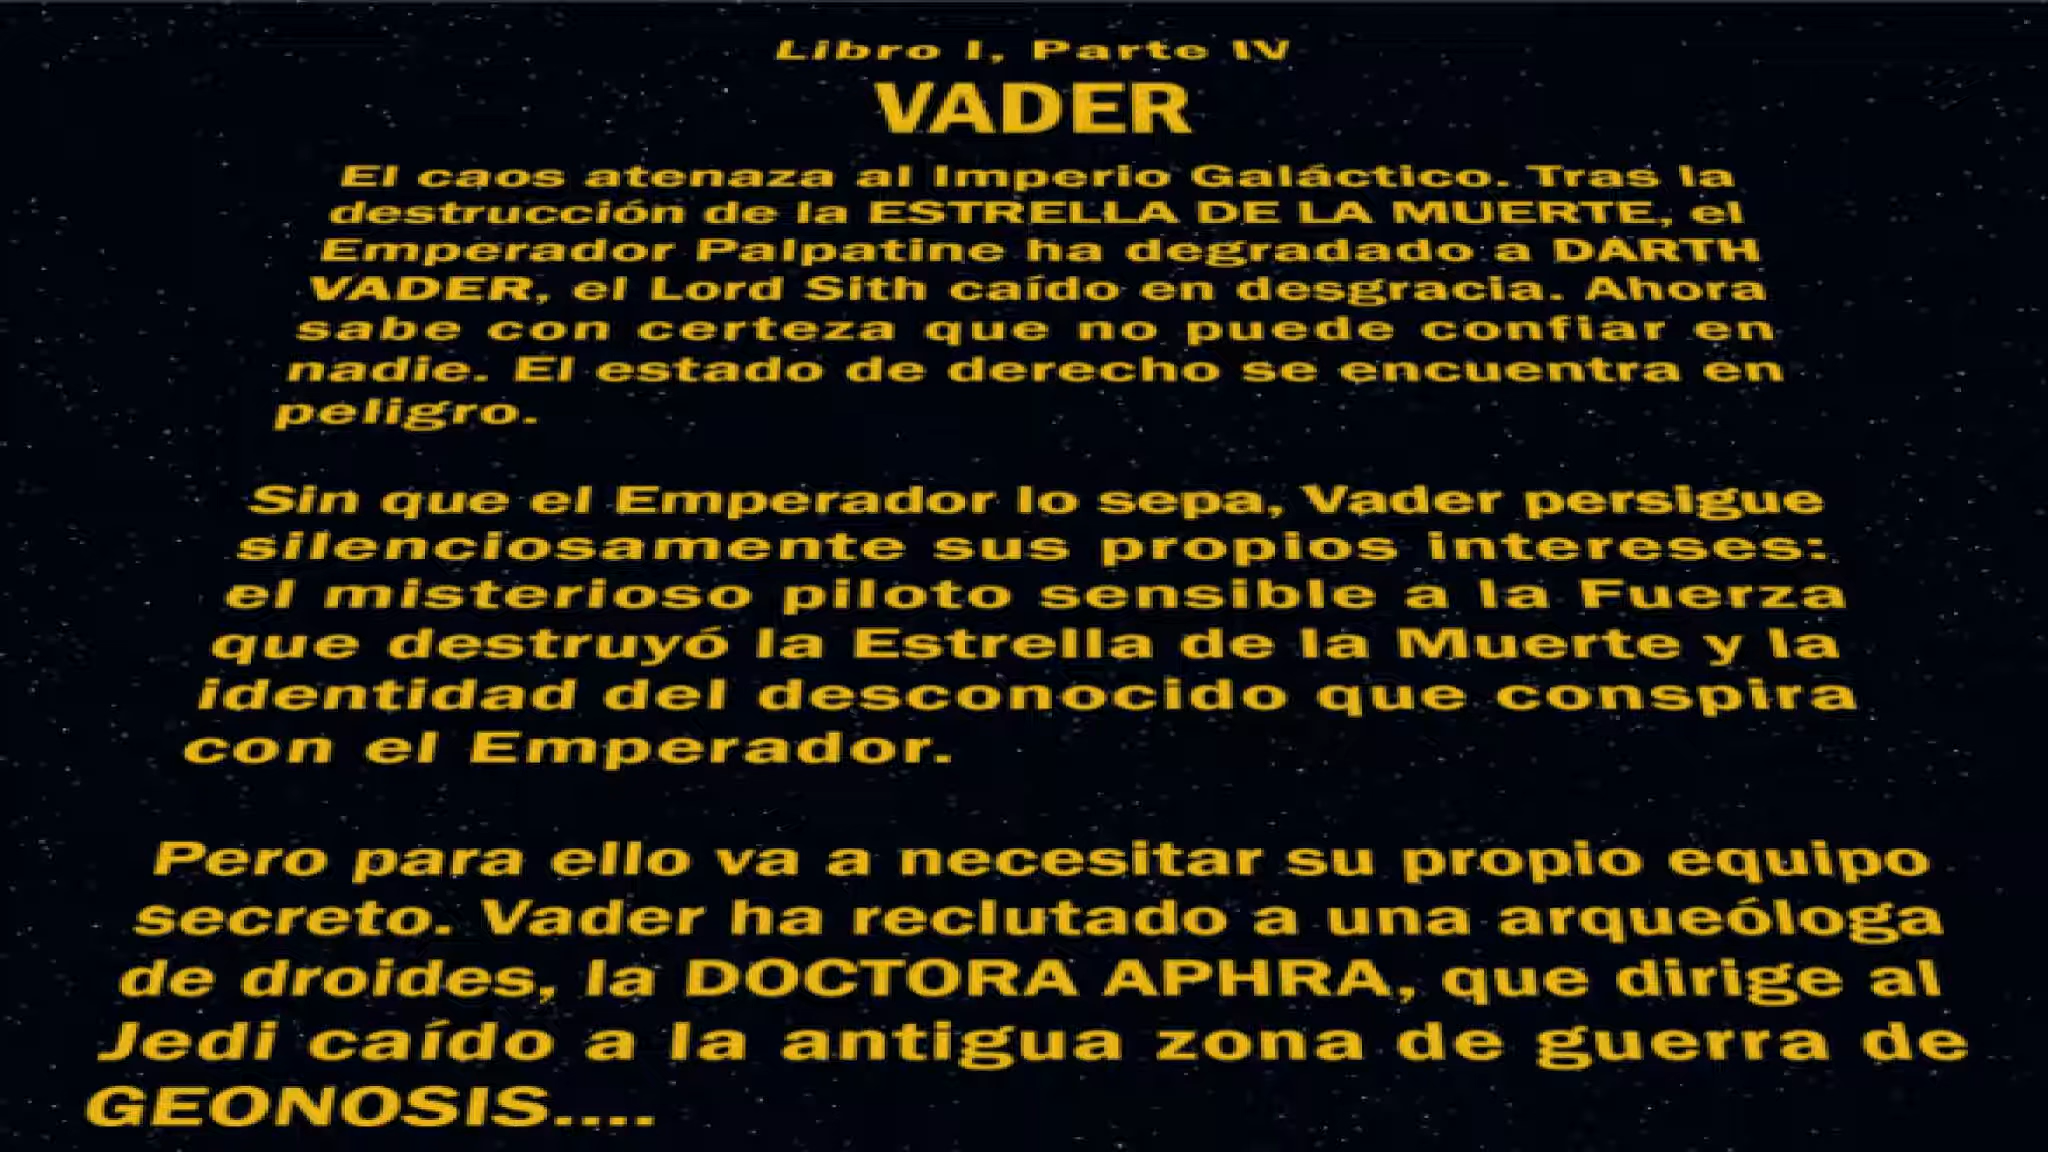 Libro I, Parte IV
VADER
El caos atenaza al Imperio Galáctico. Tras la
destrucción de la ESTRELLA DE LA MUERTE, el
Emperador Palpatine ha degradado a DARTH
VADER, el Lord Sith caído en desgracia. Ahora
sabe con certeza que no puede confiar en
nadie. El estado de derecho se encuentra en
peligro.
Sin que el Emperador lo sepa, Vader persigue
silenciosamente sus propios intereses:
el misterioso piloto sensible a la Fuerza
que destruyó la Estrella de la Muerte y la
identidad del desconocido que conspira
con el Emperador.
Pero para ello va a necesitar su propio equipo
secreto. Vader ha reclutado a una arqueóloga
de droides, la DOCTORA APHRA, que dirige al
Jedi caído a la antigua zona de guerra de
GEONOSIS....